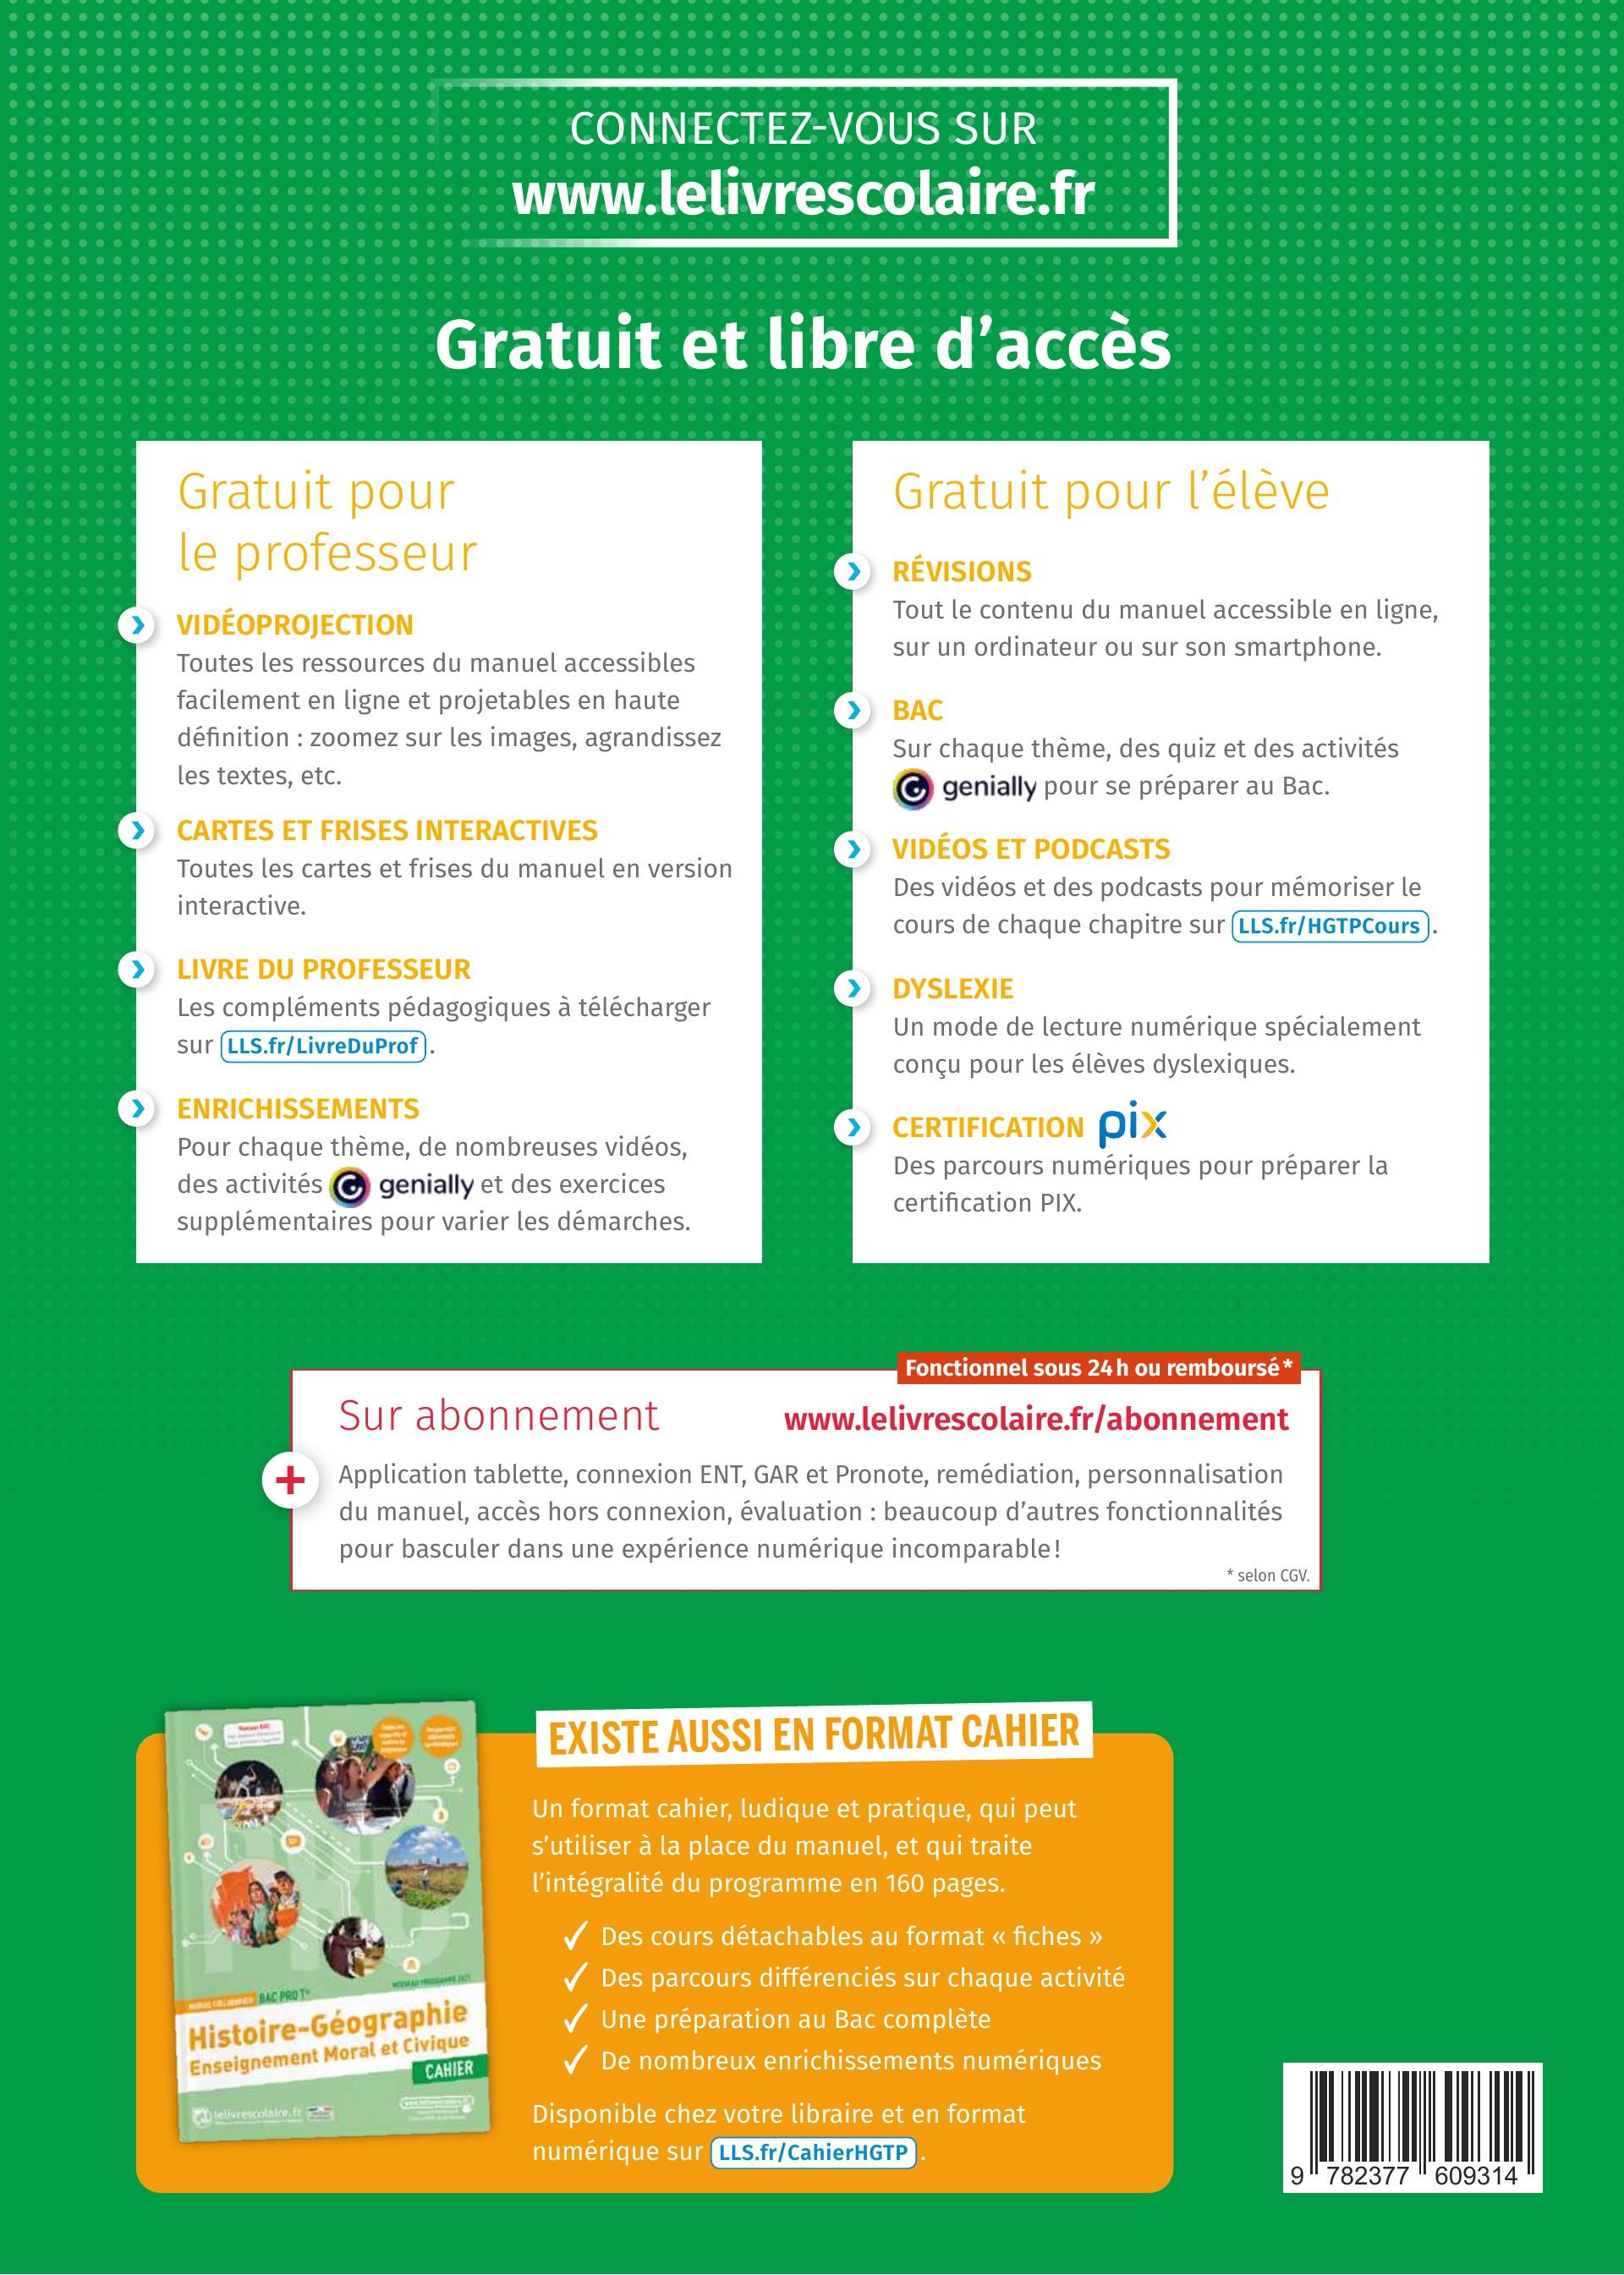 CONNECTEZ-VOUS SUR
www.lelivrescolaire.fr
Gratuit et libre d’accès
Gratuit pour
le professeur
VIDÉOPROJECTION
Toutes les ressources du manuel accessibles
facilement en ligne et projetables en haute
définition : zoomez sur les images, agrandissez
les textes, etc.
CARTES ET FRISES INTERACTIVES
Toutes les cartes et frises du manuel en version
interactive.
LIVRE DU PROFESSEUR
Les compléments pédagogiques à télécharger
sur LLS.fr/LivreDuProf .
ENRICHISSEMENTS
Pour chaque thème, de nombreuses vidéos,
des activités genially et des exercices
supplémentaires pour varier les démarches.
Gratuit pour l’élève
RÉVISIONS
Tout le contenu du manuel accessible en ligne,
sur un ordinateur ou sur son smartphone.
BAC
Sur chaque thème, des quiz et des activités
genially pour se préparer au Bac.
VIDÉOS ET PODCASTS
Des vidéos et des podcasts pour mémoriser le
cours de chaque chapitre sur LLS.fr/HGTPCours .
DYSLEXIE
Un mode de lecture numérique spécialement
conçu pour les élèves dyslexiques.
CERTIFICATION pix
Des parcours numériques pour préparer la
certification PIX.
Fonctionnel sous 24 h ou remboursé*
Sur abonnement
www.lelivrescolaire.fr/abonnement
Application tablette, connexion ENT, GAR et Pronote, remédiation, personnalisation
du manuel, accès hors connexion, évaluation : beaucoup d’autres fonctionnalités
pour basculer dans une expérience numérique incomparable !
* selon CGV.
EXISTE AUSSI EN FORMAT CAHIER
Un format cahier, ludique et pratique, qui peut
s’utiliser à la place du manuel, et qui traite
l’intégralité du programme en 160 pages.
Des cours détachables au format « fiches »
Des parcours différenciés sur chaque activité
Une préparation au Bac complète
De nombreux enrichissements numériques
Disponible chez votre libraire et en format
numérique sur LLS.fr/CahierHGTP .
BAC PRO Tle
Histoire-Géographie
Enseignement Moral et Civique
CAHIER
lelivrescolaire.fr
9 782377 609314